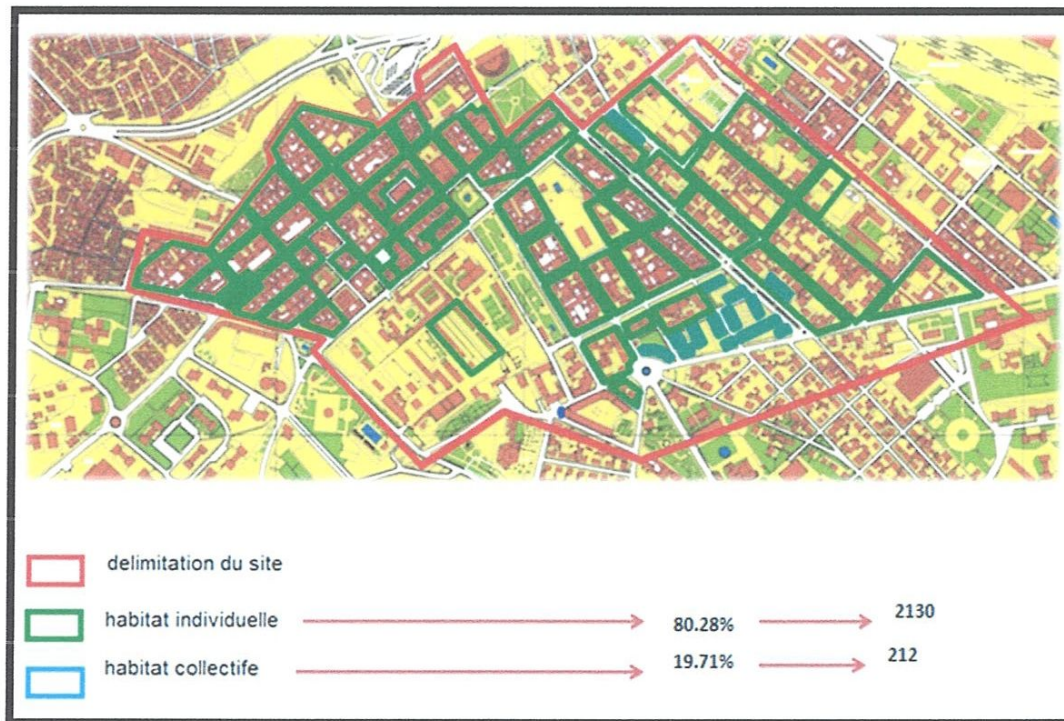 delimitation du site
habitat individuelle 80.28% 2130
habitat collectife 19.71% 212